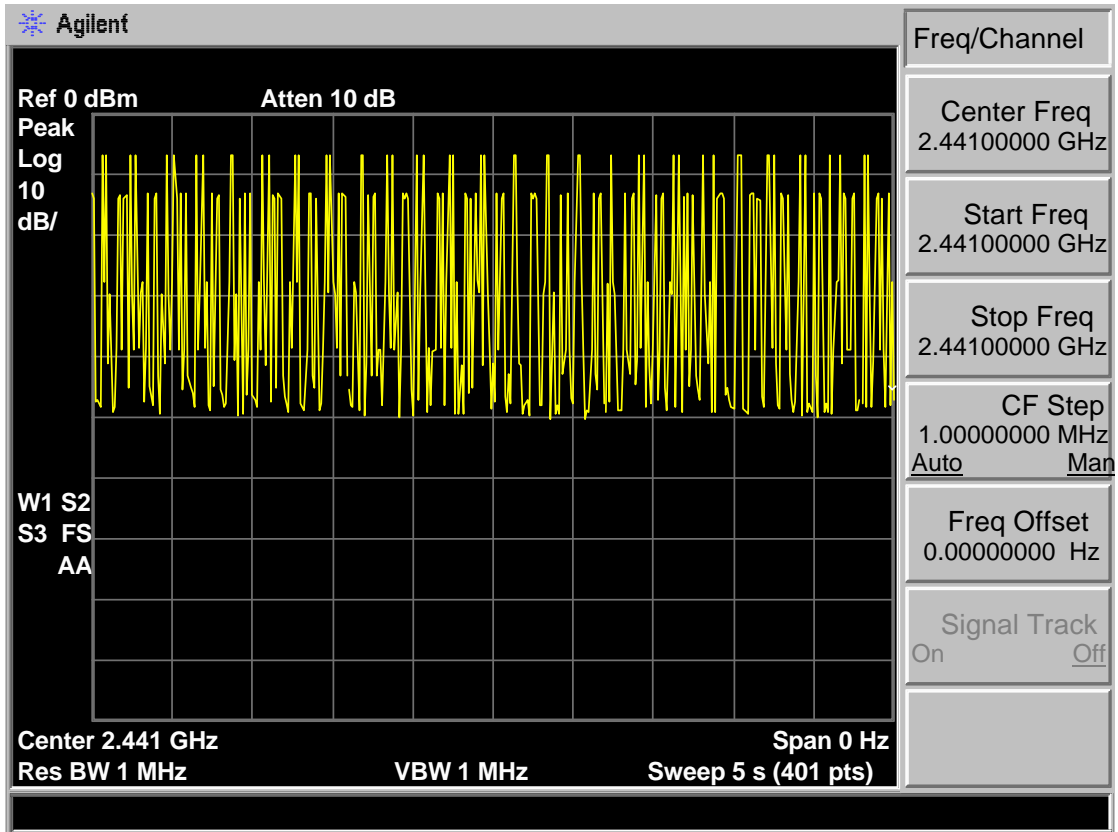 Agilent
Freq/Channel
Ref 0 dBm Atten 10 dB
Peak
Log
10
dB/
W1 S2
S3 FS
AA
Center 2.441 GHz Span 0 Hz
Res BW 1 MHz VBW 1 MHz Sweep 5 s (401 pts)
Center Freq
2.44100000 GHz
Start Freq
2.44100000 GHz
Stop Freq
2.44100000 GHz
CF Step
1.00000000 MHz
Auto Man
Freq Offset
0.00000000 Hz
Signal Track
On Off